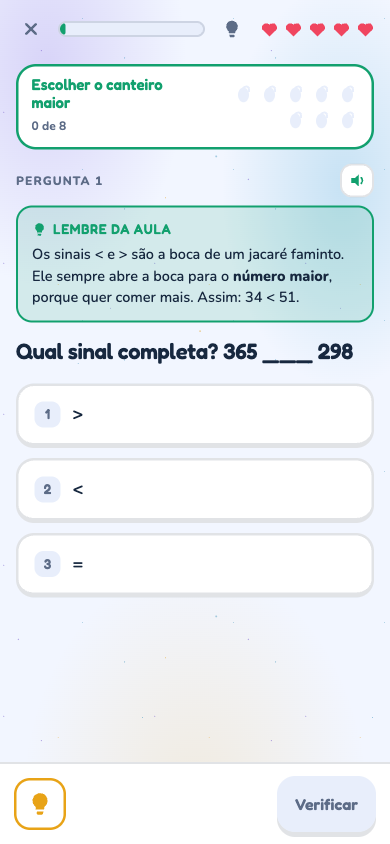 Escolher o canteiro
maior
0 de 8
PERGUNTA 1
LEMBRE DA AULA
Os sinais < e > são a boca de um jacaré faminto.
Ele sempre abre a boca para o número maior,
porque quer comer mais. Assim: 34 < 51.
Qual sinal completa? 365 ___ 298
1 >
2 <
3 =
Verificar